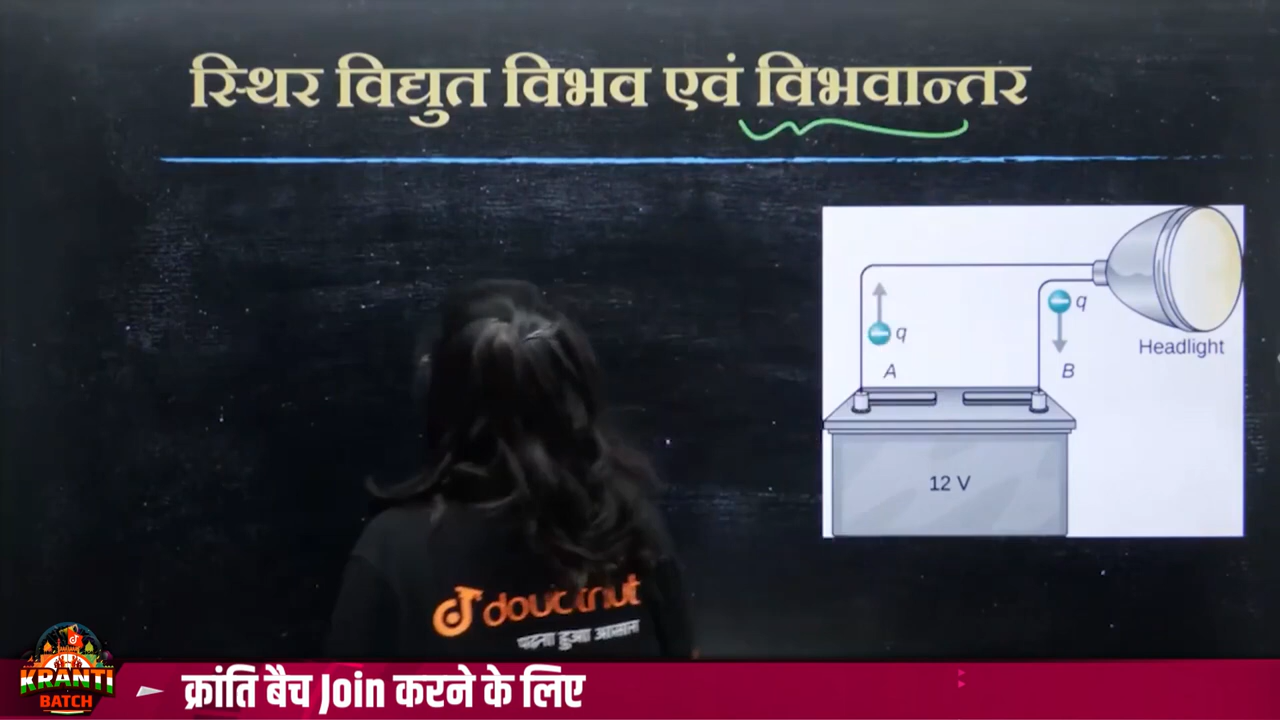 स्थिर विद्युत विभव एवं विभवान्तर
q
q
Headlight
A
B
12 V
doubtnut
पढ़ना हुआ आसान
KRANTI
BATCH
क्रांति बैच Join करने के लिए